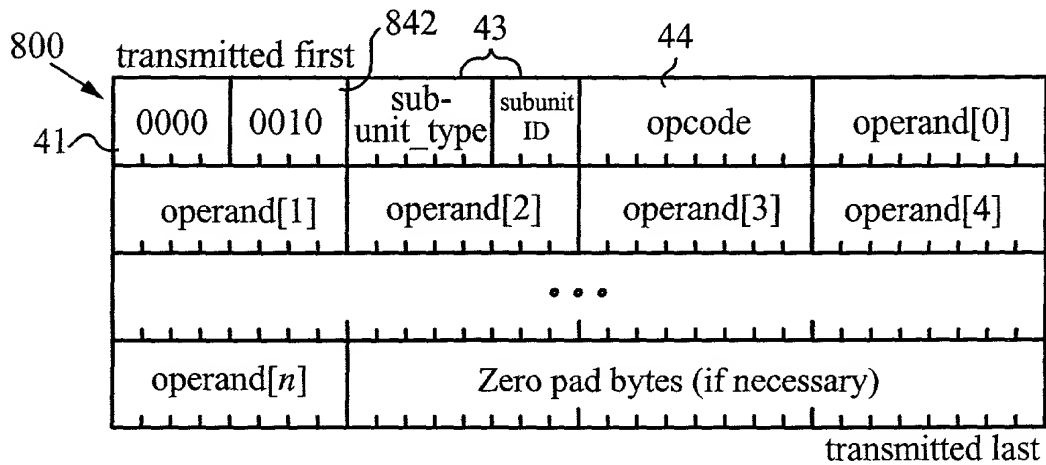 800
transmitted first
842
43
44
41
0000
0010
sub-
unit_type
subunit
ID
opcode
operand[0]
operand[1]
operand[2]
operand[3]
operand[4]
• • •
operand[n]
Zero pad bytes (if necessary)
transmitted last